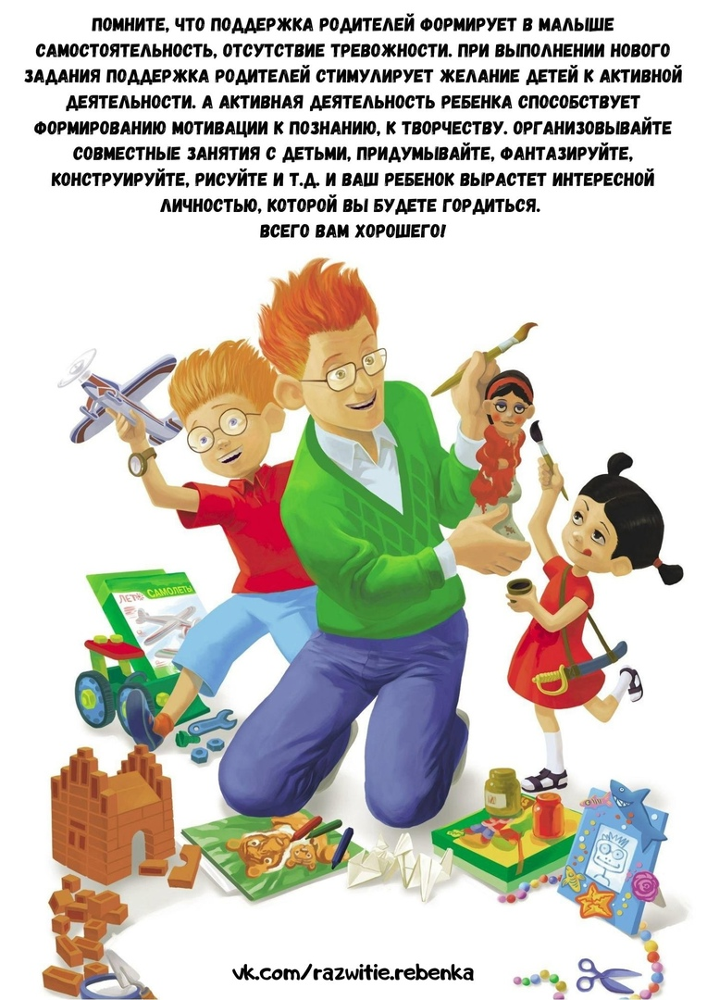 ПОМНИТЕ, ЧТО ПОДДЕРЖКА РОДИТЕЛЕЙ ФОРМИРУЕТ В МАЛЫШЕ
САМОСТОЯТЕЛЬНОСТЬ, ОТСУТСТВИЕ ТРЕВОЖНОСТИ. ПРИ ВЫПОЛНЕНИИ НОВОГО
ЗАДАНИЯ ПОДДЕРЖКА РОДИТЕЛЕЙ СТИМУЛИРУЕТ ЖЕЛАНИЕ ДЕТЕЙ К АКТИВНОЙ
ДЕЯТЕЛЬНОСТИ. А АКТИВНАЯ ДЕЯТЕЛЬНОСТЬ РЕБЕНКА СПОСОБСТВУЕТ
ФОРМИРОВАНИЮ МОТИВАЦИИ К ПОЗНАНИЮ, К ТВОРЧЕСТВУ. ОРГАНИЗОВЫВАЙТЕ
СОВМЕСТНЫЕ ЗАНЯТИЯ С ДЕТЬМИ, ПРИДУМЫВАЙТЕ, ФАНТАЗИРУЙТЕ,
КОНСТРУИРУЙТЕ, РИСУЙТЕ И Т.Д. И ВАШ РЕБЕНОК ВЫРАСТЕТ ИНТЕРЕСНОЙ
ЛИЧНОСТЬЮ, КОТОРОЙ ВЫ БУДЕТЕ ГОРДИТЬСЯ.
ВСЕГО ВАМ ХОРОШЕГО!
САМОЛЕТЫ
vk.com/razwitie.rebenka